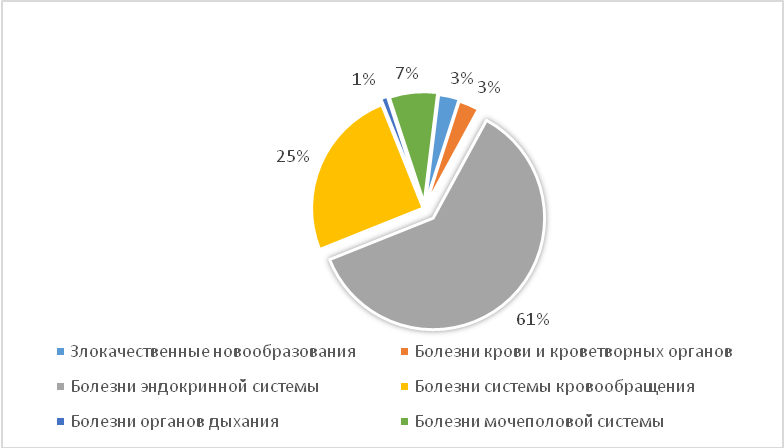 1%
7%
3%
3%
25%
61%
Злокачественные новообразования
Болезни крови и кроветворных органов
Болезни эндокринной системы
Болезни системы кровообращения
Болезни органов дыхания
Болезни мочеполовой системы